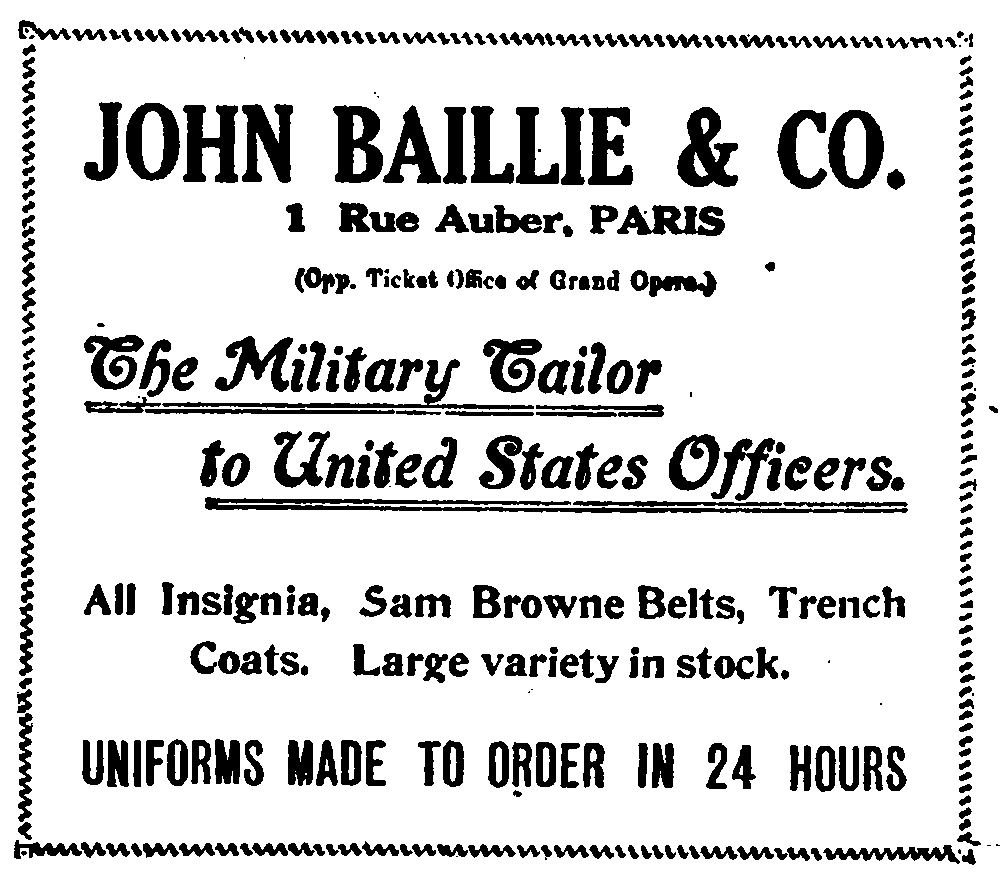 JOHN BAILLIE & CO.
1 Rue Auber, PARIS
(Opp. Ticket Office of Grand Opera.)
The Military Tailor
to United States Officers.
All Insignia, Sam Browne Belts, Trench
Coats. Large variety in stock.
UNIFORMS MADE TO ORDER IN 24 HOURS